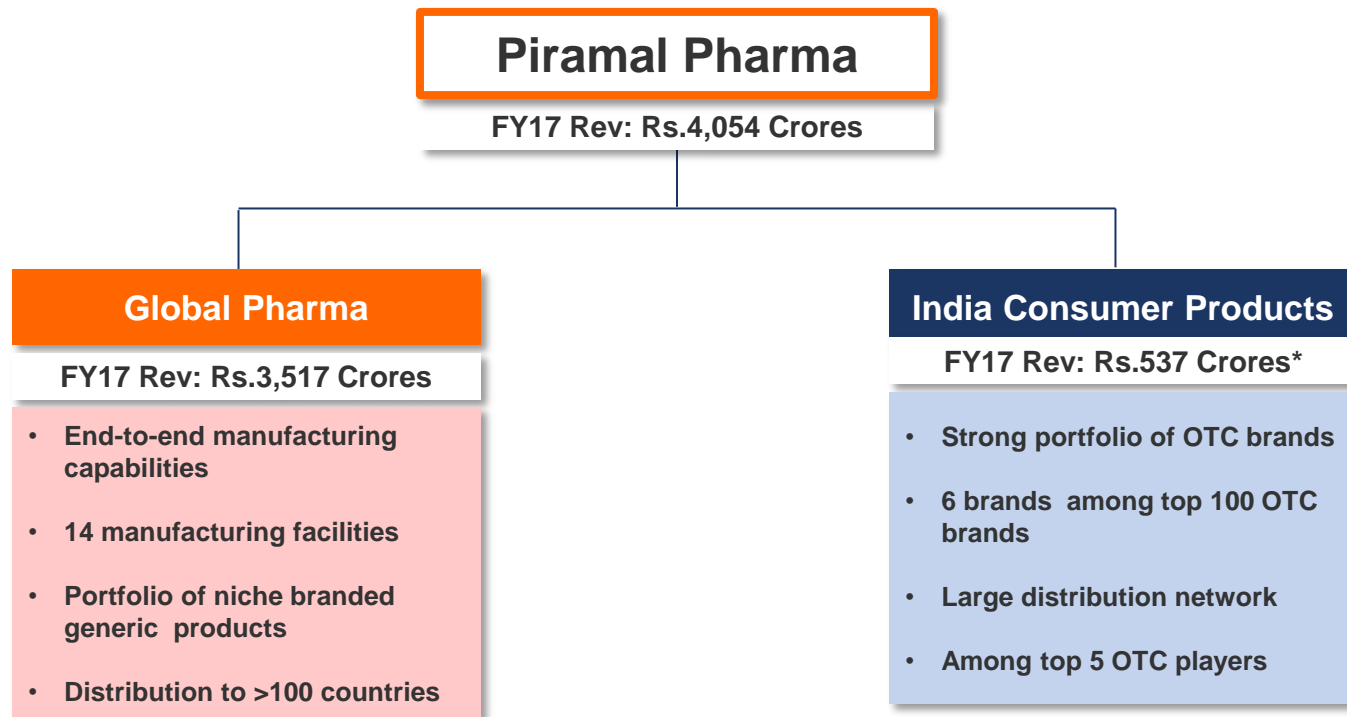 Piramal Pharma
FY17 Rev: Rs.4,054 Crores
Global Pharma
FY17 Rev: Rs.3,517 Crores
• End-to-end manufacturing
capabilities
• 14 manufacturing facilities
• Portfolio of niche branded
generic products
• Distribution to >100 countries
India Consumer Products
FY17 Rev: Rs.537 Crores*
• Strong portfolio of OTC brands
• 6 brands among top 100 OTC
brands
• Large distribution network
• Among top 5 OTC players